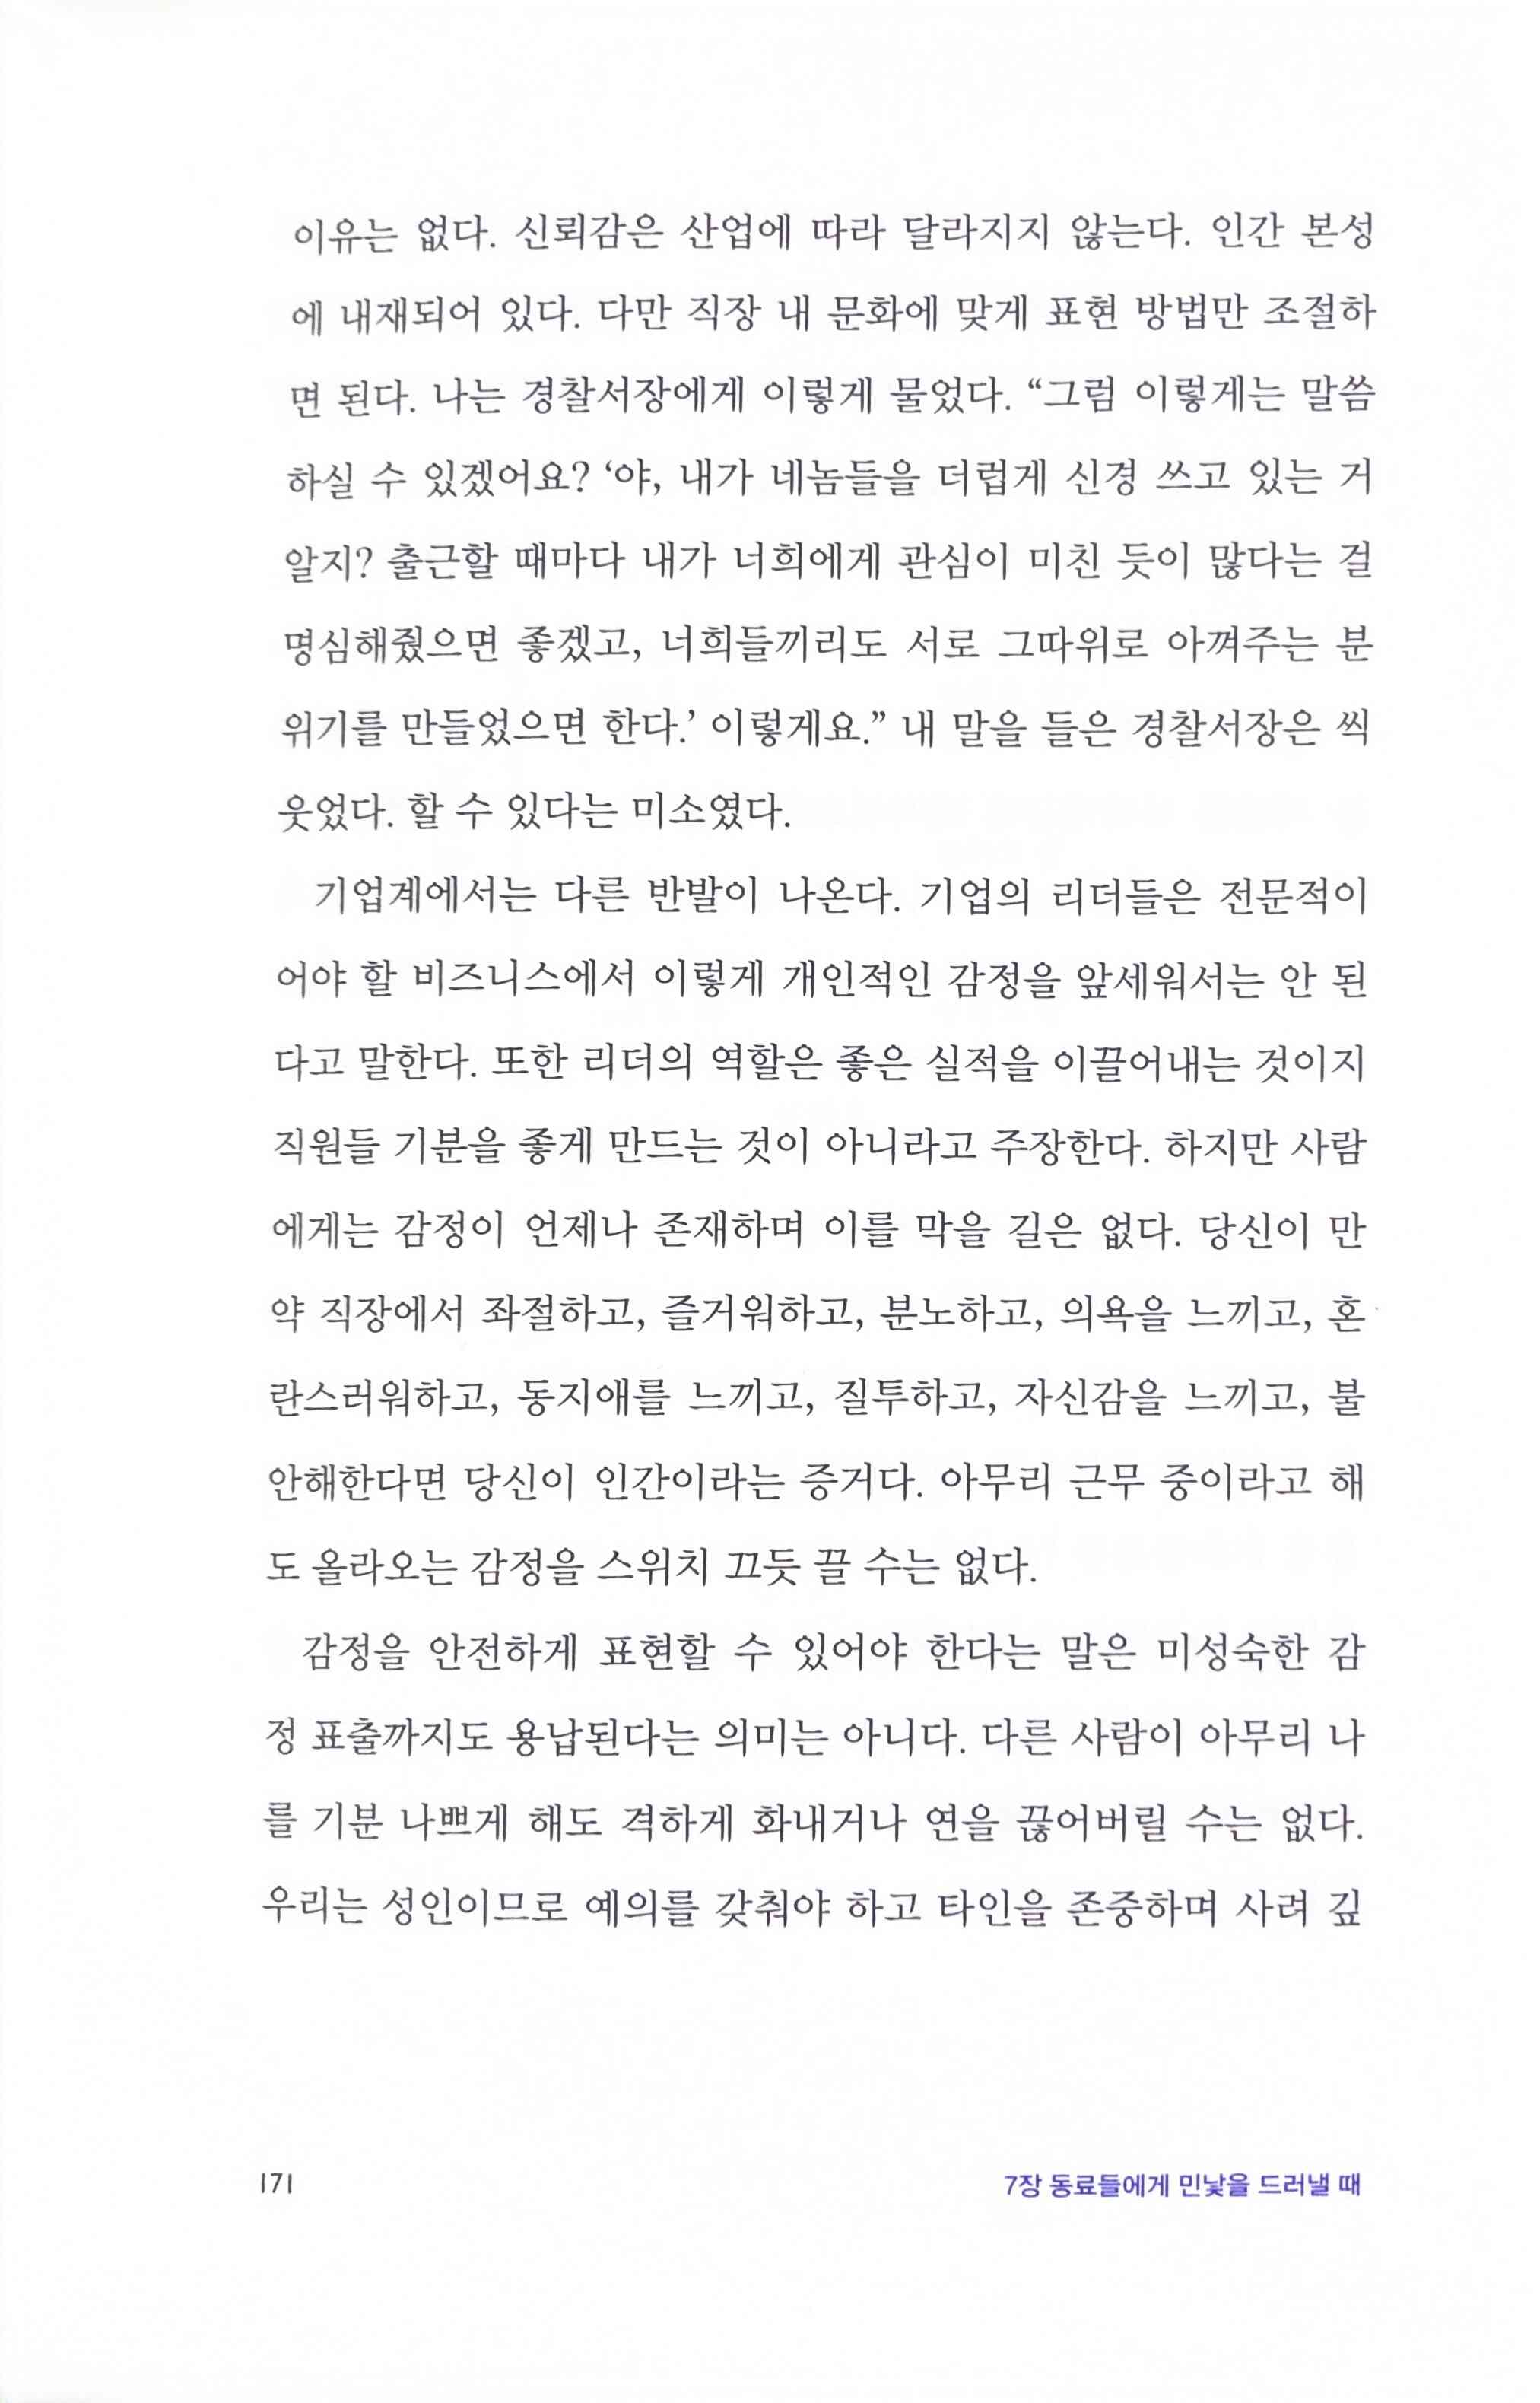 이유는 없다. 신뢰감은 산업에 따라 달라지지 않는다. 인간 본성
에 내재되어 있다. 다만 직장 내 문화에 맞게 표현 방법만 조절하
면 된다. 나는 경찰서장에게 이렇게 물었다. “그럼 이렇게는 말씀
하실 수 있겠어요? ‘야, 내가 네놈들을 더럽게 신경 쓰고 있는 거
알지? 출근할 때마다 내가 너희에게 관심이 미친 듯이 많다는 걸
명심해줬으면 좋겠고, 너희들끼리도 서로 그따위로 아껴주는 분
위기를 만들었으면 한다.’ 이렇게요.” 내 말을 들은 경찰서장은 씩
웃었다. 할 수 있다는 미소였다.
기업계에서는 다른 반발이 나온다. 기업의 리더들은 전문적이
어야 할 비즈니스에서 이렇게 개인적인 감정을 앞세워서는 안 된
다고 말한다. 또한 리더의 역할은 좋은 실적을 이끌어내는 것이지
직원들 기분을 좋게 만드는 것이 아니라고 주장한다. 하지만 사람
에게는 감정이 언제나 존재하며 이를 막을 길은 없다. 당신이 만
약 직장에서 좌절하고, 즐거워하고, 분노하고, 의욕을 느끼고, 혼
란스러워하고, 동지애를 느끼고, 질투하고, 자신감을 느끼고, 불
안해한다면 당신이 인간이라는 증거다. 아무리 근무 중이라고 해
도 올라오는 감정을 스위치 끄듯 끌 수는 없다.
감정을 안전하게 표현할 수 있어야 한다는 말은 미성숙한 감
정 표출까지도 용납된다는 의미는 아니다. 다른 사람이 아무리 나
를 기분 나쁘게 해도 격하게 화내거나 연을 끊어버릴 수는 없다.
우리는 성인이므로 예의를 갖춰야 하고 타인을 존중하며 사려 깊
171
7장 동료들에게 민낯을 드러낼 때